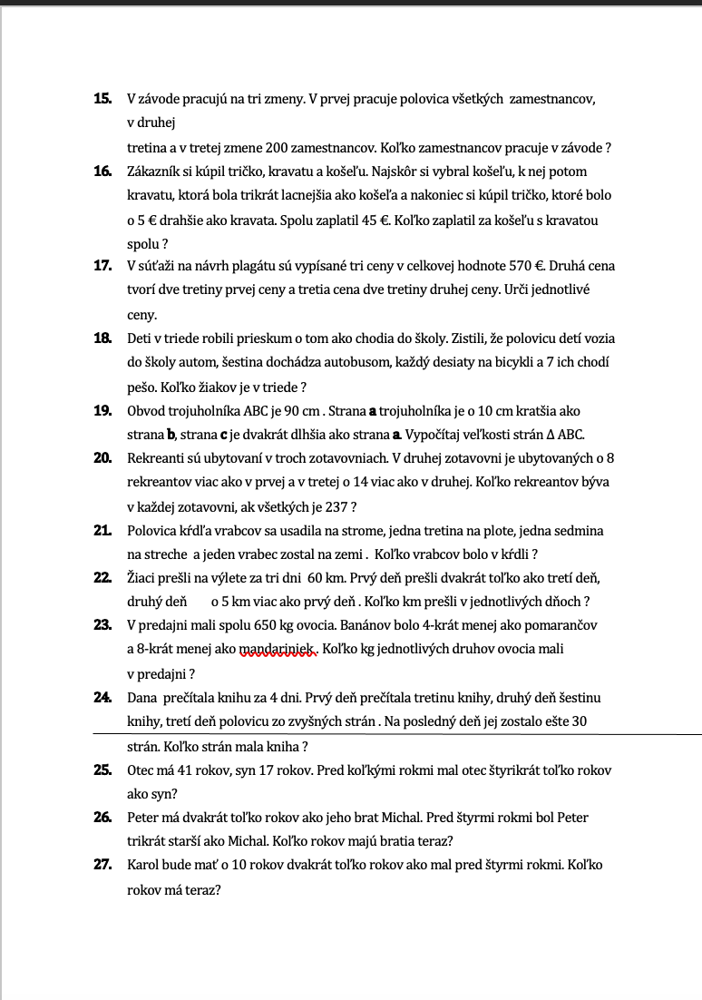 15. V závode pracujú na tri zmeny. V prvej pracuje polovica všetkých zamestnancov,
v druhej
tretina a v tretej zmene 200 zamestnancov. Koľko zamestnancov pracuje v závode ?
16. Zákazník si kúpil tričko, kravatu a košeľu. Najskôr si vybral košeľu, k nej potom
kravatu, ktorá bola trikrát lacnejšia ako košeľa a nakoniec si kúpil tričko, ktoré bolo
o 5 € drahšie ako kravata. Spolu zaplatil 45 €. Koľko zaplatil za košeľu s kravatou
spolu ?
17. V súťaži na návrh plagátu sú vypísané tri ceny v celkovej hodnote 570 €. Druhá cena
tvorí dve tretiny prvej ceny a tretia cena dve tretiny druhej ceny. Urči jednotlivé
ceny.
18. Deti v triede robili prieskum o tom ako chodia do školy. Zistili, že polovicu detí vozia
do školy autom, šestina dochádza autobusom, každý desiaty na bicykli a 7 ich chodí
pešo. Koľko žiakov je v triede ?
19. Obvod trojuholníka ABC je 90 cm . Strana a trojuholníka je o 10 cm kratšia ako
strana b, strana c je dvakrát dlhšia ako strana a. Vypočítaj veľkosti strán Δ ABC.
20. Rekreanti sú ubytovaní v troch zotavovniach. V druhej zotavovni je ubytovaných o 8
rekreantov viac ako v prvej a v tretej o 14 viac ako v druhej. Koľko rekreantov býva
v každej zotavovni, ak všetkých je 237 ?
21. Polovica kŕdľa vrabcov sa usadila na strome, jedna tretina na plote, jedna sedmina
na streche a jeden vrabec zostal na zemi . Koľko vrabcov bolo v kŕdli ?
22. Žiaci prešli na výlete za tri dni 60 km. Prvý deň prešli dvakrát toľko ako tretí deň,
druhý deň o 5 km viac ako prvý deň . Koľko km prešli v jednotlivých dňoch ?
23. V predajni mali spolu 650 kg ovocia. Banánov bolo 4-krát menej ako pomarančov
a 8-krát menej ako mandariniek . Koľko kg jednotlivých druhov ovocia mali
v predajni ?
24. Dana prečítala knihu za 4 dni. Prvý deň prečítala tretinu knihy, druhý deň šestinu
knihy, tretí deň polovicu zo zvyšných strán . Na posledný deň jej zostalo ešte 30
strán. Koľko strán mala kniha ?
25. Otec má 41 rokov, syn 17 rokov. Pred koľkými rokmi mal otec štyrikrát toľko rokov
ako syn?
26. Peter má dvakrát toľko rokov ako jeho brat Michal. Pred štyrmi rokmi bol Peter
trikrát starší ako Michal. Koľko rokov majú bratia teraz?
27. Karol bude mať o 10 rokov dvakrát toľko rokov ako mal pred štyrmi rokmi. Koľko
rokov má teraz?